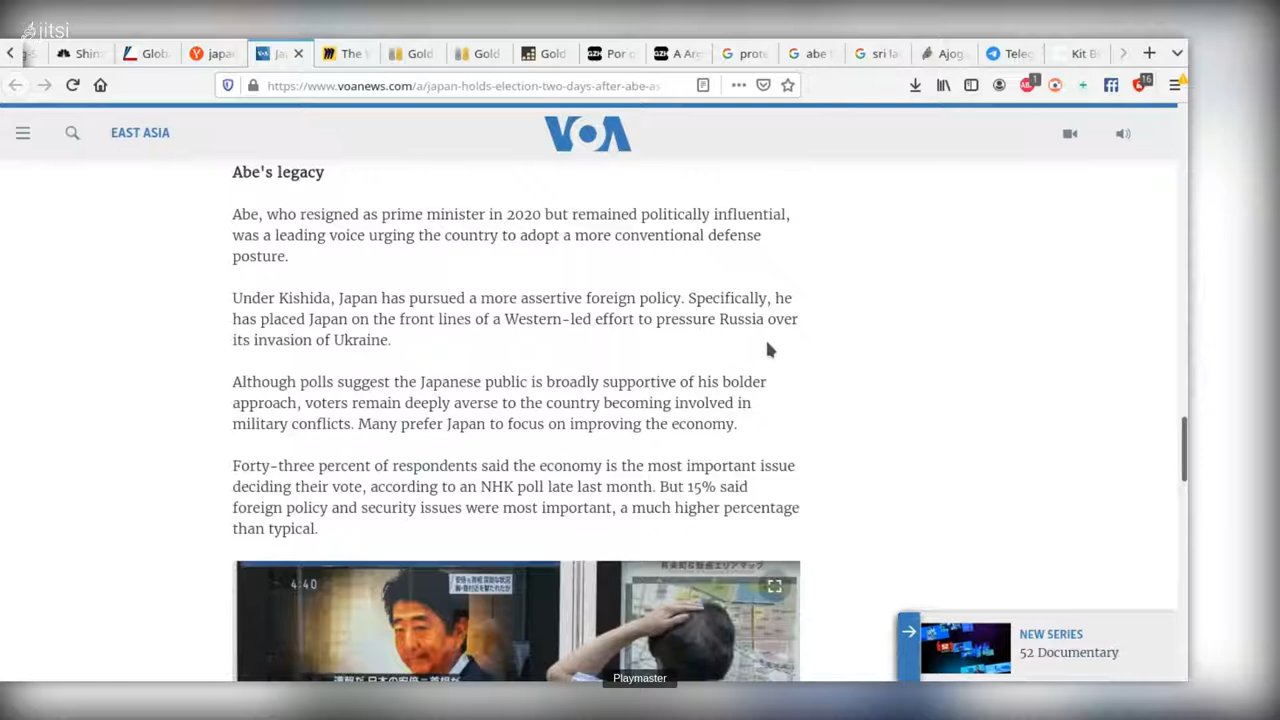 jitsi
Shin
Glob
japa
Ja
The
Gold
Gold
Gold
GZH Por o
GZH A Ar
prote
abe
sri la
Ajog
Teleg
Kit B
https://www.voanews.com/a/japan-holds-election-two-days-after-abe-as
1
16
EAST ASIA
VOA
Abe's legacy
Abe, who resigned as prime minister in 2020 but remained politically influential,
was a leading voice urging the country to adopt a more conventional defense
posture.
Under Kishida, Japan has pursued a more assertive foreign policy. Specifically, he
has placed Japan on the front lines of a Western-led effort to pressure Russia over
its invasion of Ukraine.
Although polls suggest the Japanese public is broadly supportive of his bolder
approach, voters remain deeply averse to the country becoming involved in
military conflicts. Many prefer Japan to focus on improving the economy.
Forty-three percent of respondents said the economy is the most important issue
deciding their vote, according to an NHK poll late last month. But 15% said
foreign policy and security issues were most important, a much higher percentage
than typical.
4:40
NEW SERIES
52 Documentary
Playmaster